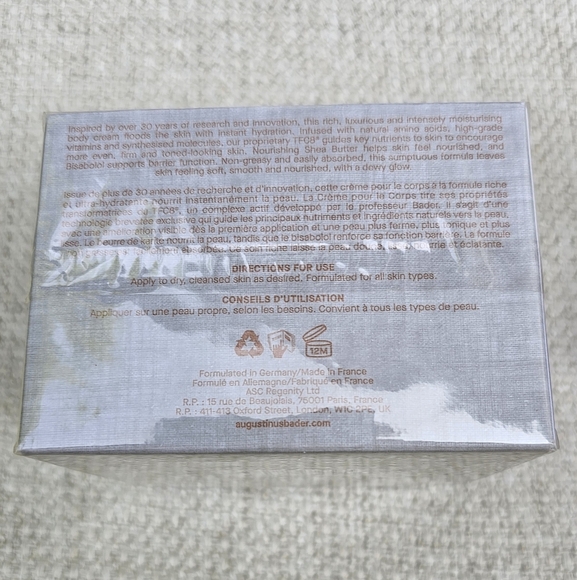 Inspired by over 30 years of research and innovation, this rich, luxurious and intensely moisturising
body cream floods the skin with instant hydration. Infused with natural amino acids, high-grade
vitamins and synthesised molecules, our proprietary TFC8® guides key nutrients to skin to encourage
more even, firm and toned-looking skin. Nourishing Shea Butter helps skin feel nourished, and
Bisabolol supports barrier function. Non-greasy and easily absorbed, this sumptuous formula leaves
skin feeling soft, smooth and nourished, with a dewy glow
Issue de plus de 30 années de recherche et d'innovation, cette crème pour le corps à la formule riche
et ultra-hydratante nourrit instantanément la peau. La Crème pour le Corps tire ses propriétés
transformatrices de TFC8®, un complexe actif développé par le professeur Bader. Il s'agit d'une
technologie brevetée exclusive qui guide les principaux nutriments et ingrédients naturels vers la peau,
avec une amélioration visible dès la première application et une peau plus ferme, plus tonique et plus
Le beurre de karité nourrit la peau, tandis que le bisabolol renforce sa fonction barrière. La formule
absorbée. Ce soin riche laisse la peau et éclatante.
DIRECTIONS FOR USE
Apply to dry, cleansed skin as desired. Formulated for all skin types.
CONSEILS D'UTILISATION
Appliquer sur une peau propre, selon les besoins. Convient à tous les types de peau.
12M
Formulated in Germany/Made in France
Formulé en Allemagne/Fabriqué en France
ASC Regenity Ltd
R.P. : 15 rue de Beaujolais, 75001 Paris, France
R.P. : 411-413 Oxford Street, London, W1C 2PE, UK
augustinusbader.com